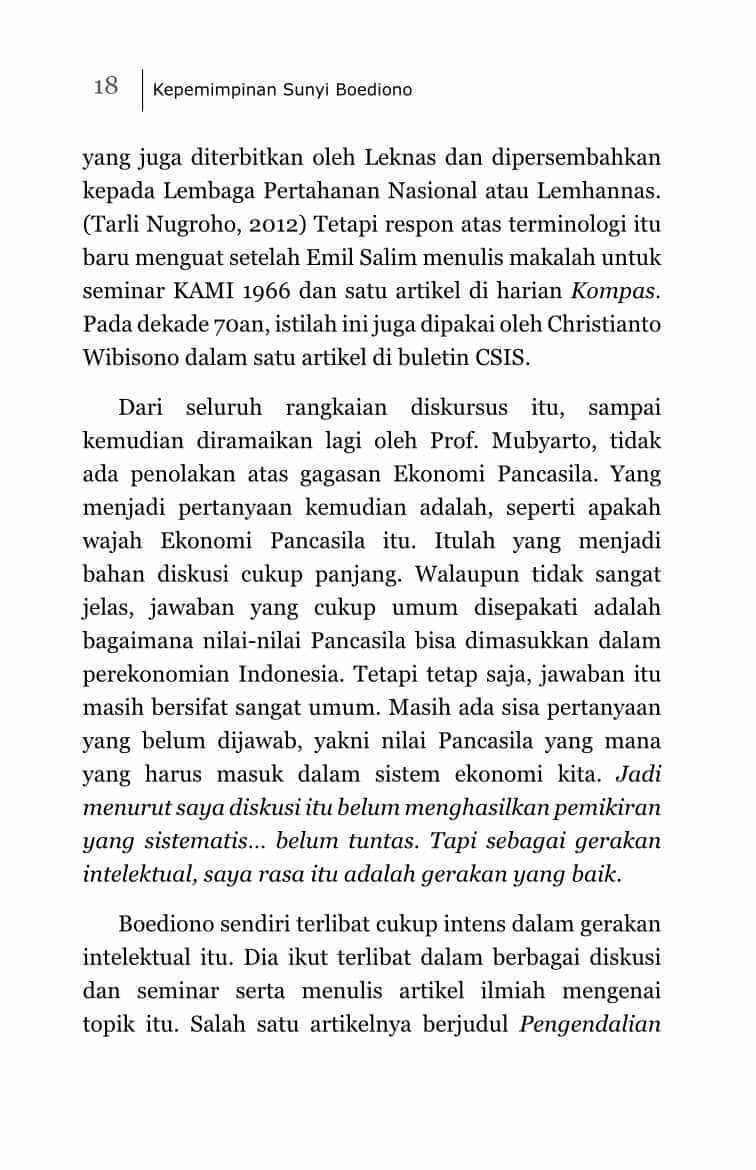 18
Kepemimpinan Sunyi Boediono
yang juga diterbitkan oleh Leknas dan dipersembahkan
kepada Lembaga Pertahanan Nasional atau Lemhannas.
(Tarli Nugroho, 2012) Tetapi respon atas terminologi itu
baru menguat setelah Emil Salim menulis makalah untuk
seminar KAMI 1966 dan satu artikel di harian Kompas.
Pada dekade 70an, istilah ini juga dipakai oleh Christianto
Wibisono dalam satu artikel di buletin CSIS.
Dari seluruh rangkaian diskursus itu, sampai
kemudian diramaikan lagi oleh Prof. Mubyarto, tidak
ada penolakan atas gagasan Ekonomi Pancasila. Yang
menjadi pertanyaan kemudian adalah, seperti apakah
wajah Ekonomi Pancasila itu. Itulah yang menjadi
bahan diskusi cukup panjang. Walaupun tidak sangat
jelas, jawaban yang cukup umum disepakati adalah
bagaimana nilai-nilai Pancasila bisa dimasukkan dalam
perekonomian Indonesia. Tetapi tetap saja, jawaban itu
masih bersifat sangat umum. Masih ada sisa pertanyaan
yang belum dijawab, yakni nilai Pancasila yang mana
yang harus masuk dalam sistem ekonomi kita. Jadi
menurut saya diskusi itu belum menghasilkan pemikiran
yang sistematis... belum tuntas. Tapi sebagai gerakan
intelektual, saya rasa itu adalah gerakan yang baik.
Boediono sendiri terlibat cukup intens dalam gerakan
intelektual itu. Dia ikut terlibat dalam berbagai diskusi
dan seminar serta menulis artikel ilmiah mengenai
topik itu. Salah satu artikelnya berjudul Pengendalian